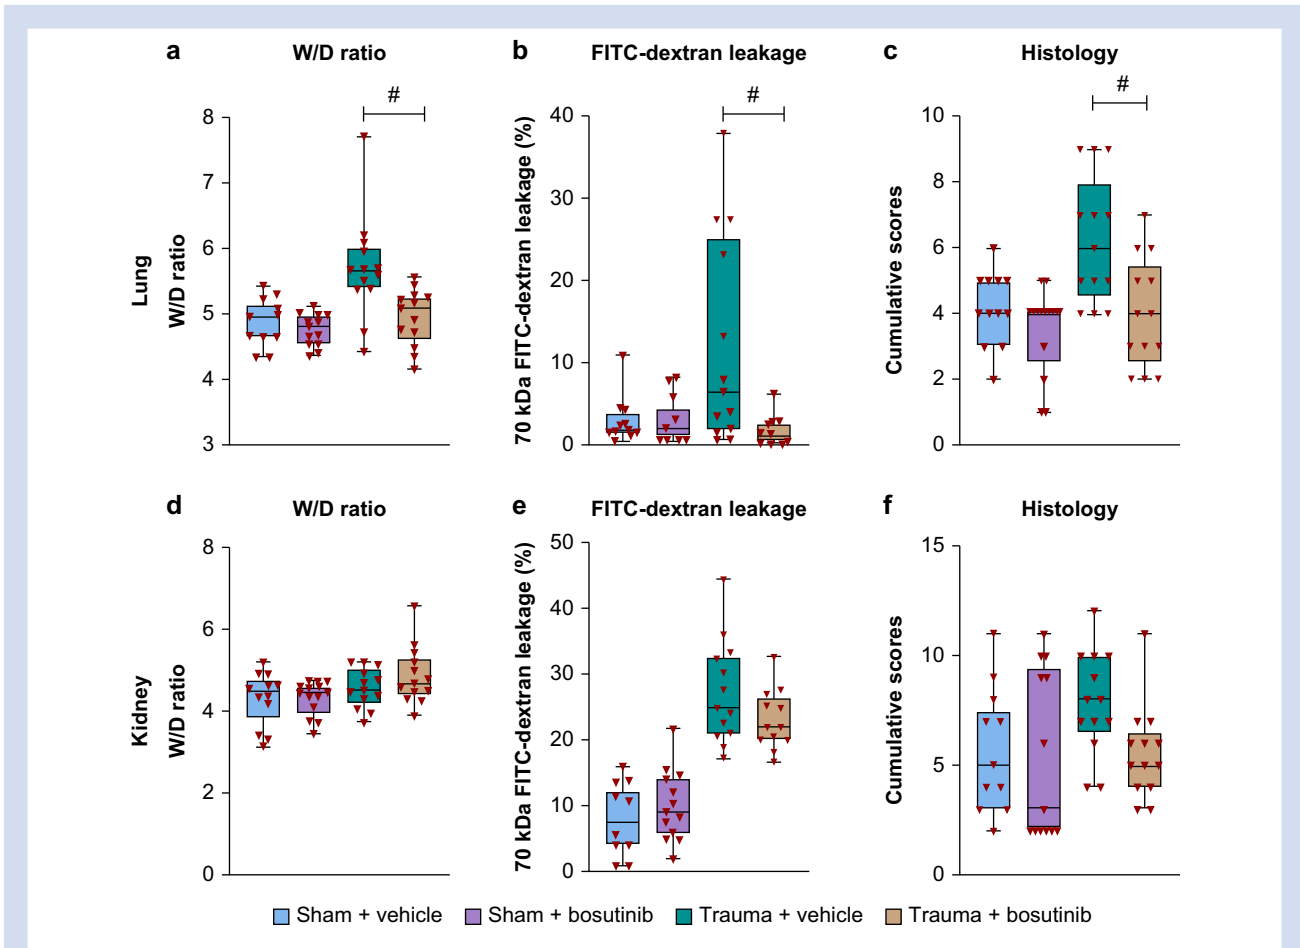 a W/D ratio b FITC-dextran leakage c Histology
# # #
Lung
W/D ratio
8
7
6
5
4
3
70 kDa FITC-dextran leakage (%)
40
30
20
10
0
Cumulative scores
10
8
6
4
2
0
d W/D ratio e FITC-dextran leakage f Histology
Kidney
W/D ratio
8
6
4
2
0
70 kDa FITC-dextran leakage (%)
50
40
30
20
10
0
Cumulative scores
15
10
5
0
Sham + vehicle Sham + bosutinib Trauma + vehicle Trauma + bosutinib